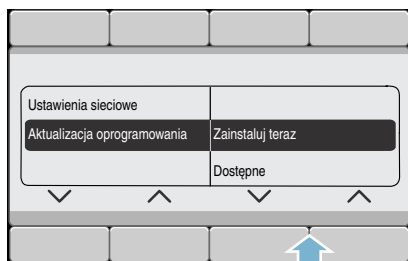 Ustawienia sieciowe
Aktualizacja oprogramowania Zainstaluj teraz
Dostępne